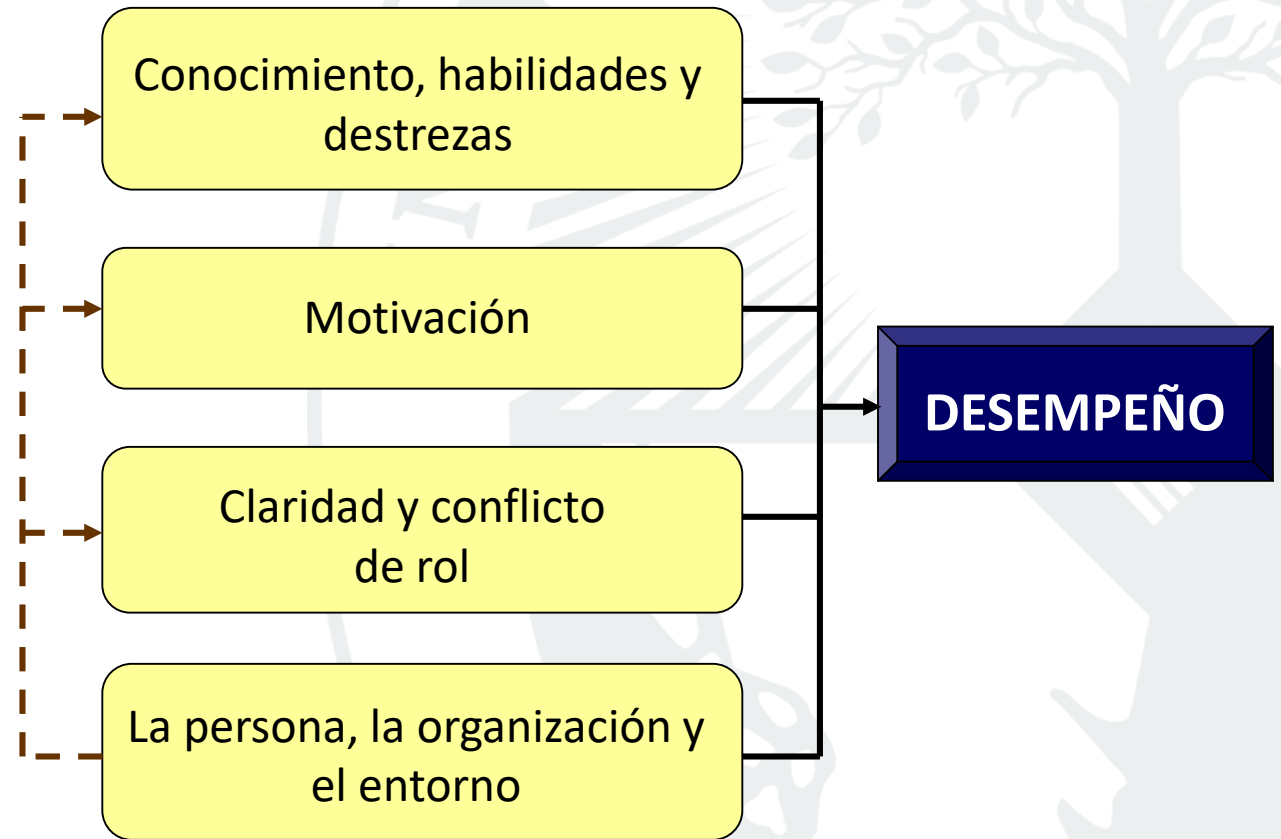 Conocimiento, habilidades y
destrezas
Motivación
DESEMPEÑO
Claridad y conflicto
de rol
La persona, la organización y
el entorno